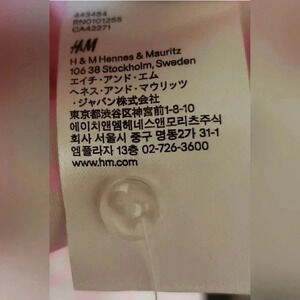 443484
RN0101255
CA42271
H&M
H & M Hennes & Mauritz
106 38 Stockholm, Sweden
エイチ・アンド・エム
ヘネス・アンド・マウリッツ
・ジャパン株式会社
東京都渋谷区神宮前1-8-10
에이치앤엠헤네스앤모리츠주식
회사 서울시 중구 명동2가 31-1
엠플라자 13층 02-726-3600
www.hm.com